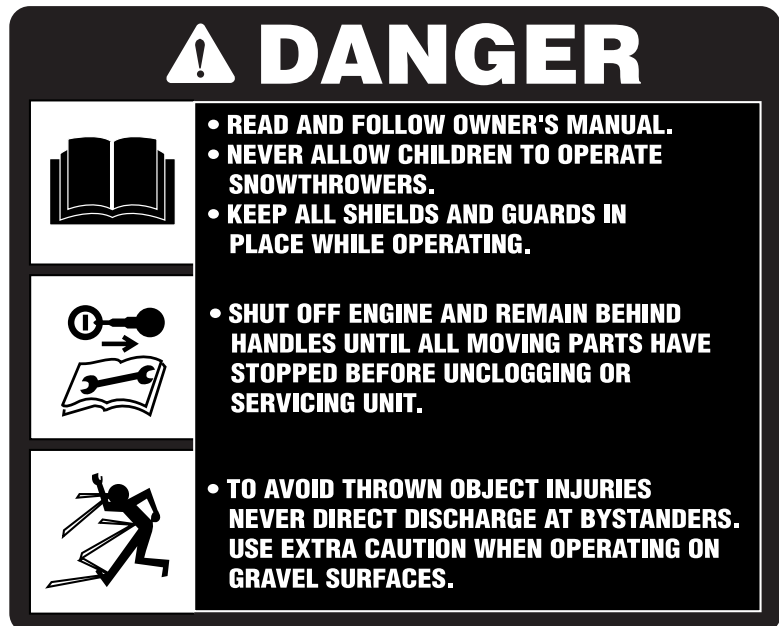 DANGER
• READ AND FOLLOW OWNER'S MANUAL.
• NEVER ALLOW CHILDREN TO OPERATE
SNOWTHROWERS.
• KEEP ALL SHIELDS AND GUARDS IN
PLACE WHILE OPERATING.
• SHUT OFF ENGINE AND REMAIN BEHIND
HANDLES UNTIL ALL MOVING PARTS HAVE
STOPPED BEFORE UNCLOGGING OR
SERVICING UNIT.
• TO AVOID THROWN OBJECT INJURIES
NEVER DIRECT DISCHARGE AT BYSTANDERS.
USE EXTRA CAUTION WHEN OPERATING ON
GRAVEL SURFACES.